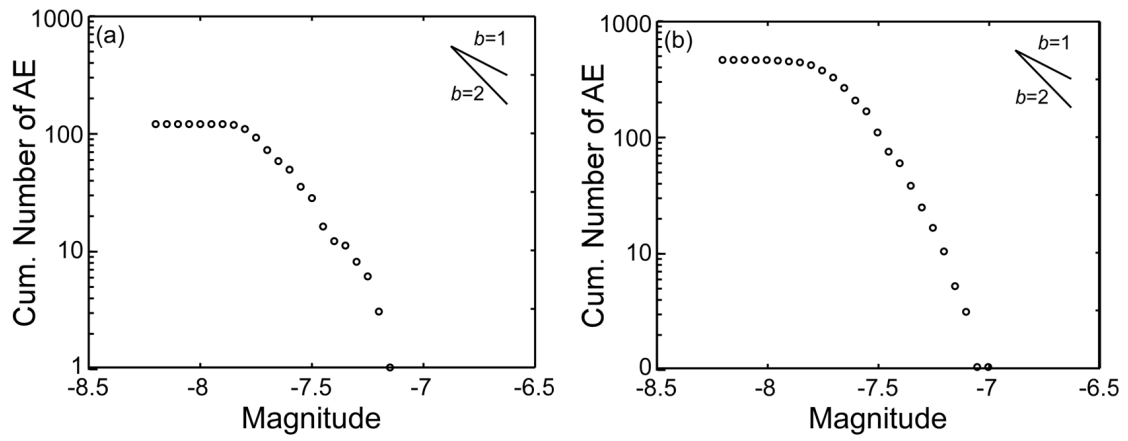 (a)
b=1
b=2
1000
100
10
1
Cum. Number of AE
-8.5 -8 -7.5 -7 -6.5
Magnitude
(b)
b=1
b=2
1000
100
10
0
Cum. Number of AE
-8.5 -8 -7.5 -7 -6.5
Magnitude